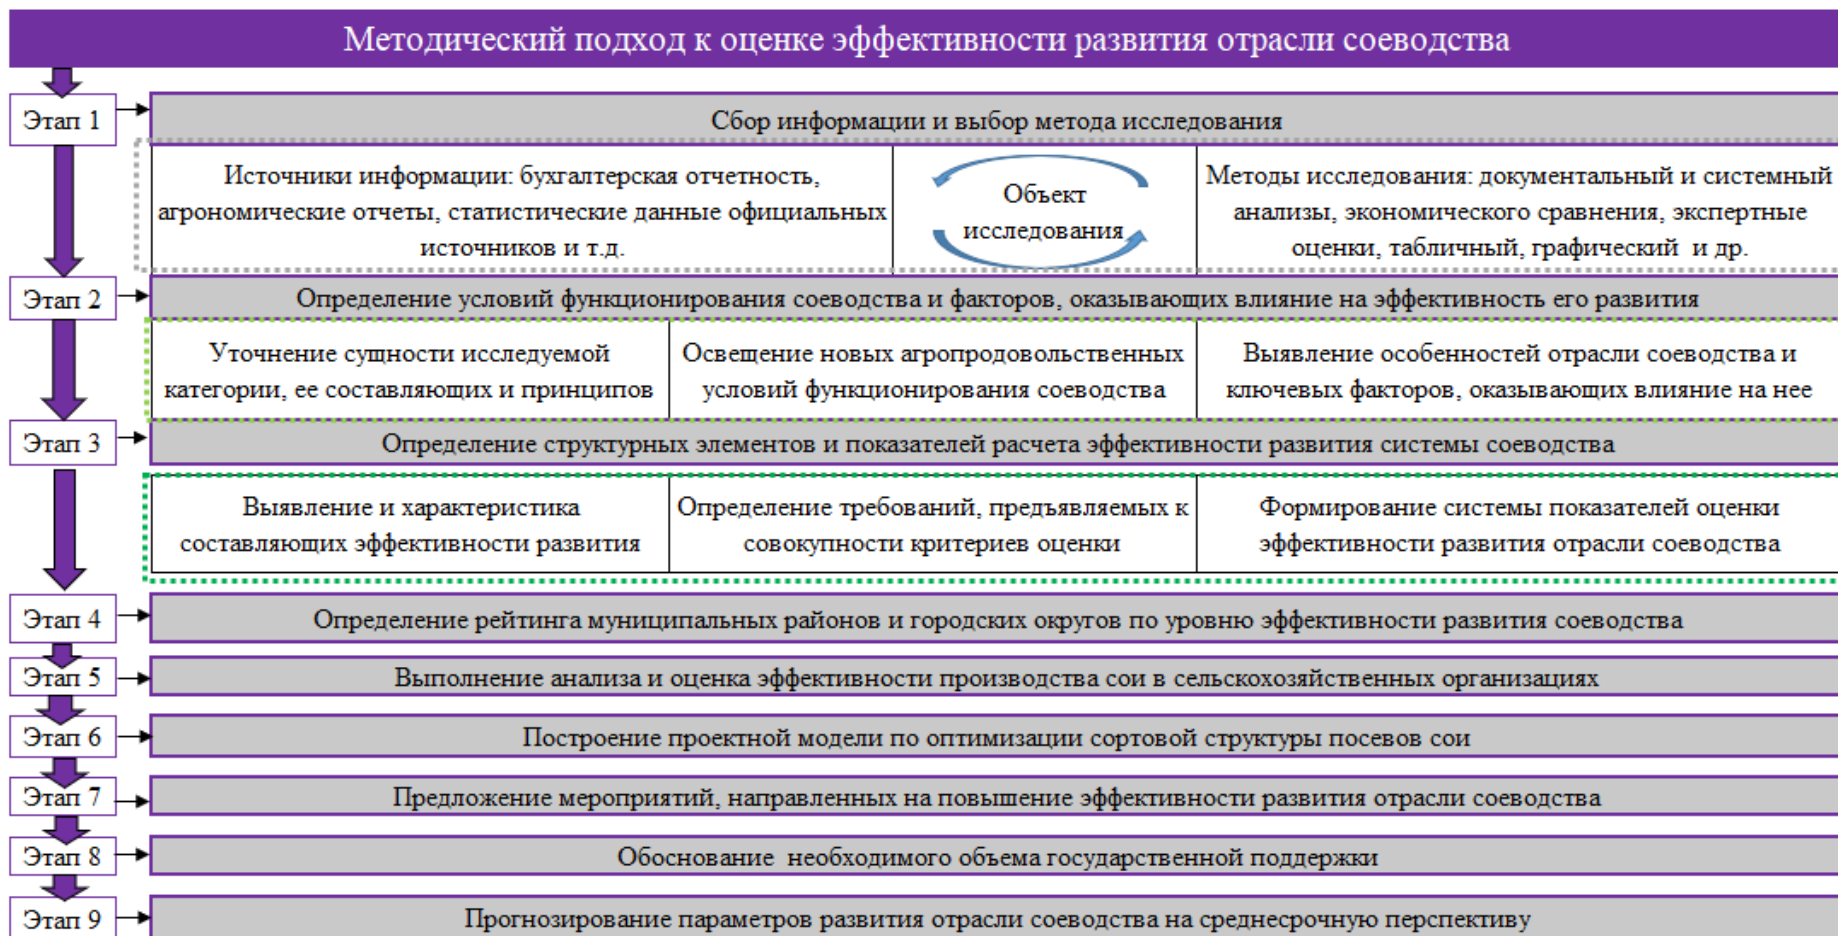 Методический подход к оценке эффективности развития отрасли соеводства
Этап 1
Сбор информации и выбор метода исследования
Источники информации: бухгалтерская отчетность,
агрономические отчеты, статистические данные официальных
источников и т.д.
Объект
исследования
Методы исследования: документальный и системный
анализы, экономического сравнения, экспертные
оценки, табличный, графический и др.
Этап 2
Определение условий функционирования соеводства и факторов, оказывающих влияние на эффективность его развития
Уточнение сущности исследуемой
категории, ее составляющих и принципов
Освещение новых агропродовольственных
условий функционирования соеводства
Выявление особенностей отрасли соеводства и
ключевых факторов, оказывающих влияние на нее
Этап 3
Определение структурных элементов и показателей расчета эффективности развития системы соеводства
Выявление и характеристика
составляющих эффективности развития
Определение требований, предъявляемых к
совокупности критериев оценки
Формирование системы показателей оценки
эффективности развития отрасли соеводства
Этап 4
Определение рейтинга муниципальных районов и городских округов по уровню эффективности развития соеводства
Этап 5
Выполнение анализа и оценка эффективности производства сои в сельскохозяйственных организациях
Этап 6
Построение проектной модели по оптимизации сортовой структуры посевов сои
Этап 7
Предложение мероприятий, направленных на повышение эффективности развития отрасли соеводства
Этап 8
Обоснование необходимого объема государственной поддержки
Этап 9
Прогнозирование параметров развития отрасли соеводства на среднесрочную перспективу